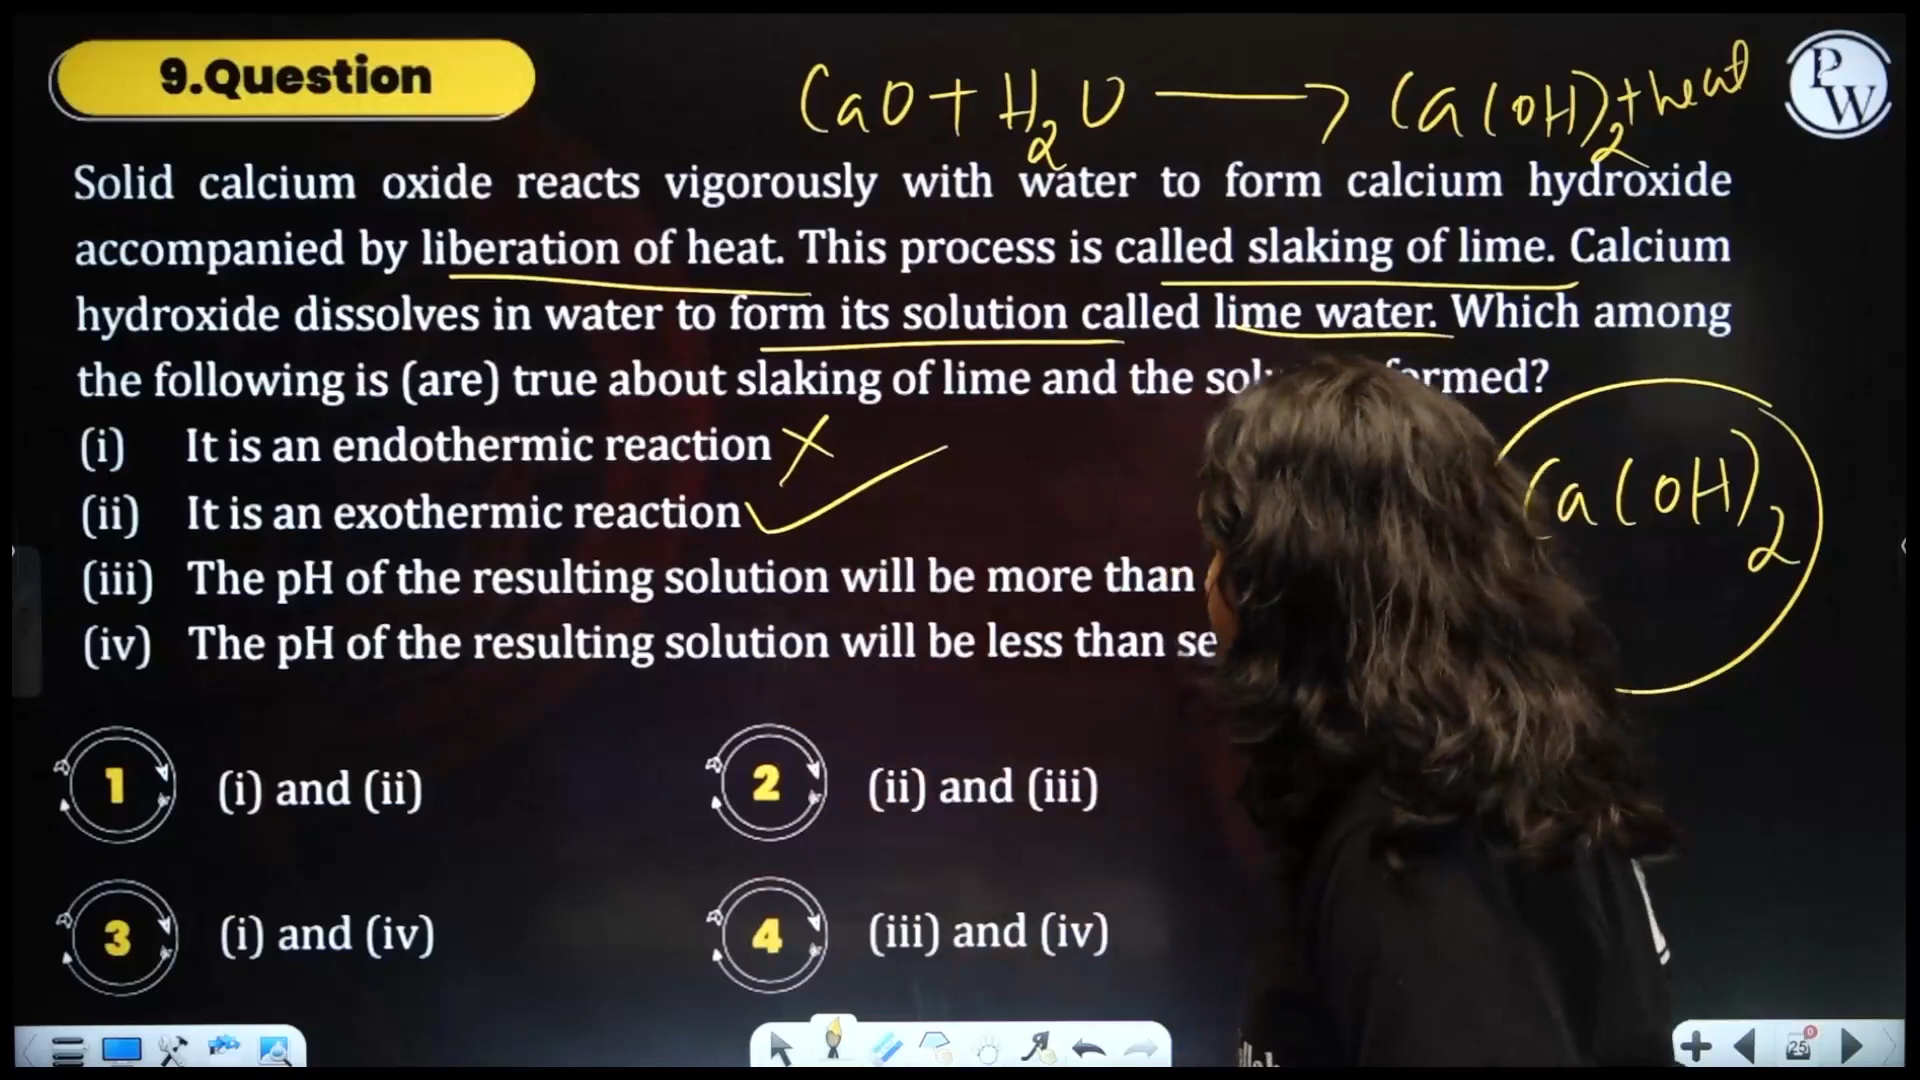 9.Question
CaO + H2O ⟶ Ca(OH)2 + heat
PW
Solid calcium oxide reacts vigorously with water to form calcium hydroxide
accompanied by liberation of heat. This process is called slaking of lime. Calcium
hydroxide dissolves in water to form its solution called lime water. Which among
the following is (are) true about slaking of lime and the formed?
(i) It is an endothermic reaction ✗
(ii) It is an exothermic reaction ✓
Ca(OH)2
(iii) The pH of the resulting solution will be more than
(iv) The pH of the resulting solution will be less than
1 (i) and (ii)
2 (ii) and (iii)
3 (i) and (iv)
4 (iii) and (iv)
25
0